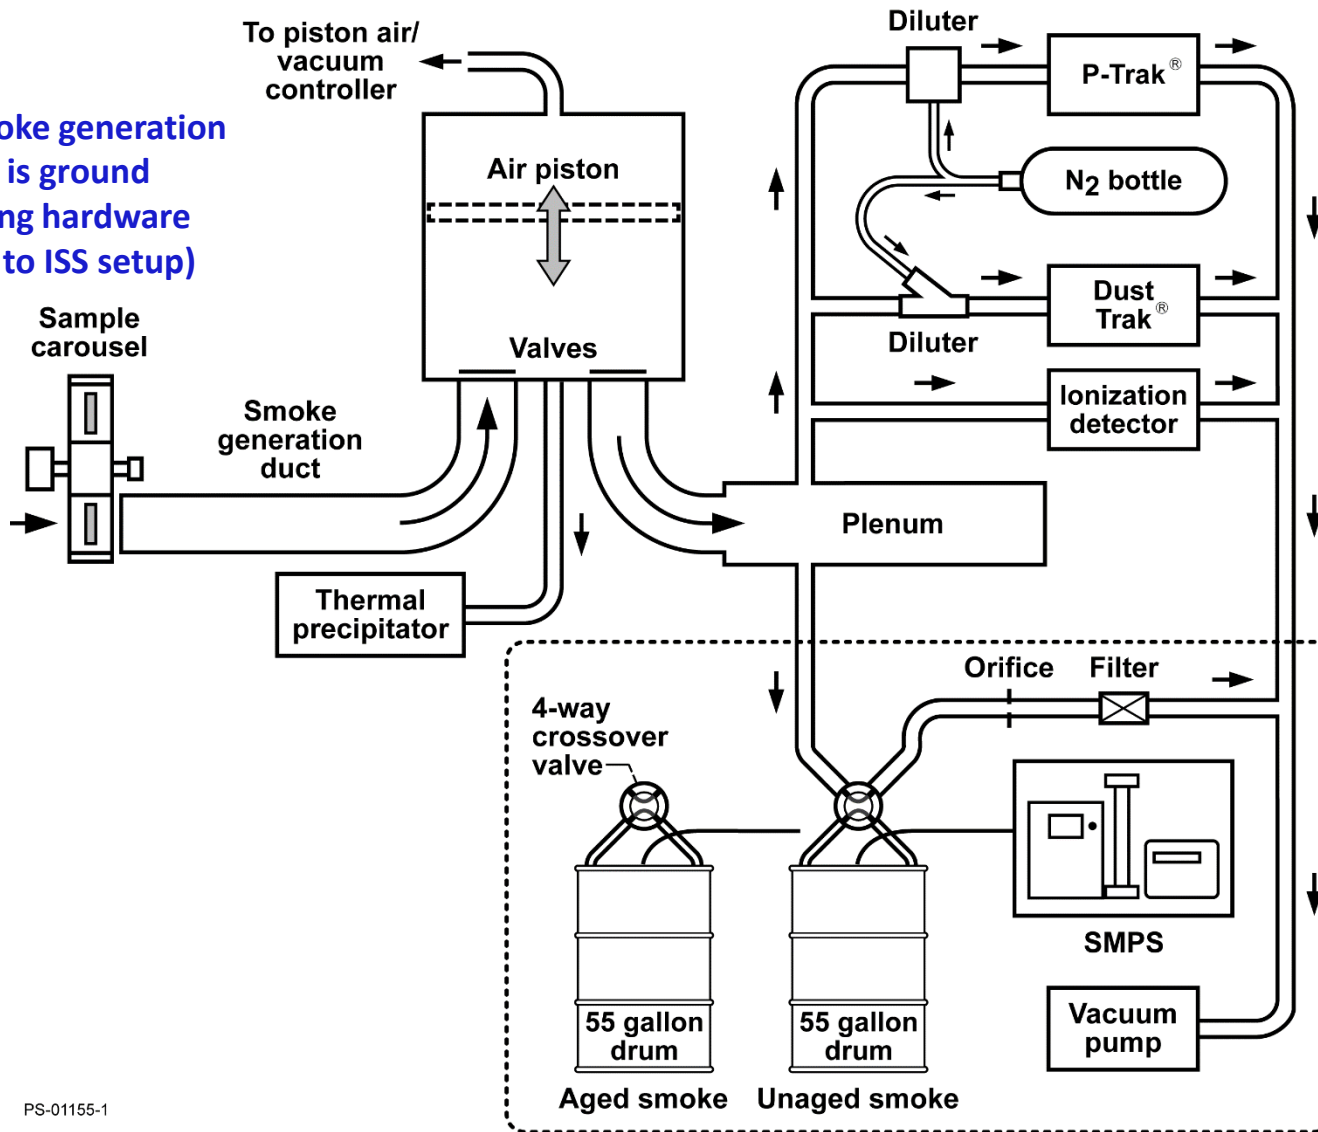 To piston air/
vacuum
controller
oke generation
is ground
ng hardware
to ISS setup)
Sample
carousel
Smoke
generation
duct
Air piston
Valves
Thermal
precipitator
Diluter
P-Trak®
N2 bottle
Dust
Trak®
Diluter
Ionization
detector
Plenum
Orifice
Filter
4-way
crossover
valve
SMPS
55 gallon
drum
55 gallon
drum
Vacuum
pump
Aged smoke
Unaged smoke
PS-01155-1